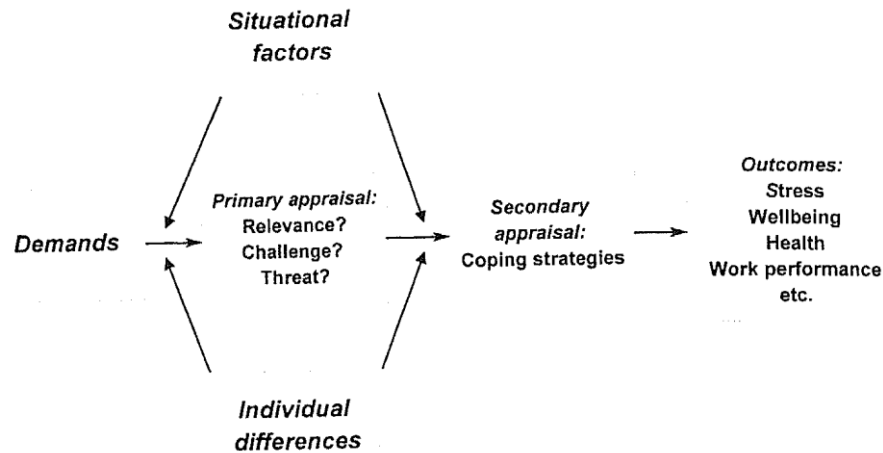 Situational
factors
Demands
Primary appraisal:
Relevance?
Challenge?
Threat?
Secondary
appraisal:
Coping strategies
Outcomes:
Stress
Wellbeing
Health
Work performance
etc.
Individual
differences